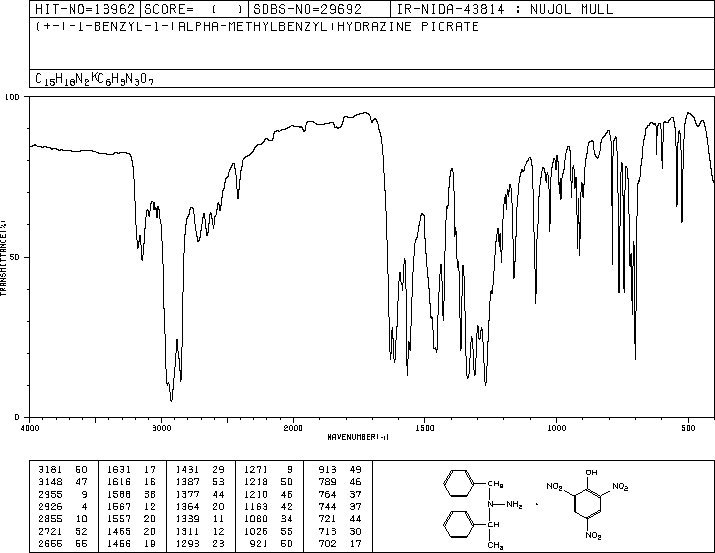 HIT-NO=13962 SCORE= ( ) SDBS-NO=29692 IR-NIDA-43814 : NUJOL MULL
(+-)-1-BENZYL-1-(ALPHA-METHYLBENZYL)HYDRAZINE PICRATE
100
50
0
TRANSMITTANCE(%)
4000 3000 2000 1500 1000 500
WAVENUMBER(-1)
3181 60 1631 17 1431 29 1271 9 913 49
3148 47 1616 16 1387 53 1218 50 789 46
2955 9 1588 38 1377 44 1210 46 764 37
2926 4 1567 12 1364 20 1163 42 744 37
2855 10 1557 20 1339 11 1080 34 721 44
2721 52 1465 20 1311 12 1026 55 713 30
2655 55 1456 19 1293 23 921 50 702 17
CH2
N NH2
CH
CH3
OH
NO2 NO2
NO2